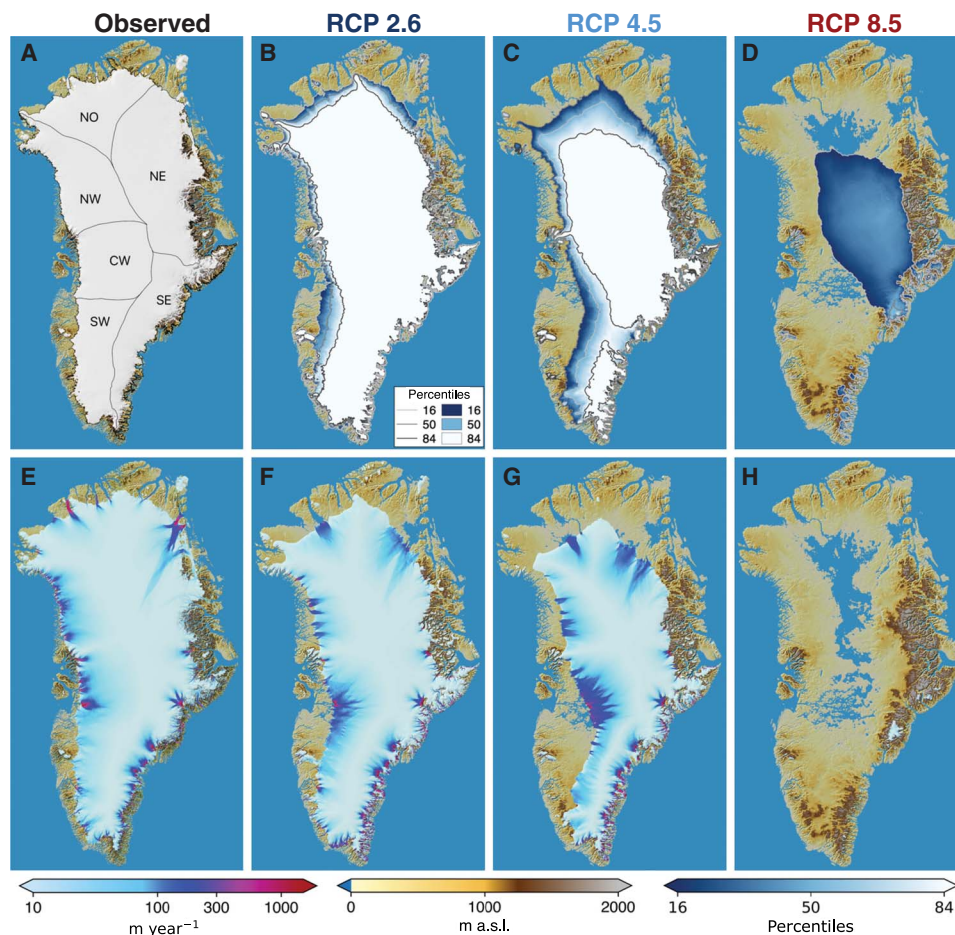 Observed RCP 2.6 RCP 4.5 RCP 8.5
A B C D
NO
NE
NW
CW
SE
SW
Percentiles
16 16
50 50
84 84
E F G H
10 100 300 1000
m year⁻¹
0 1000 2000
m a.s.l.
16 50 84
Percentiles